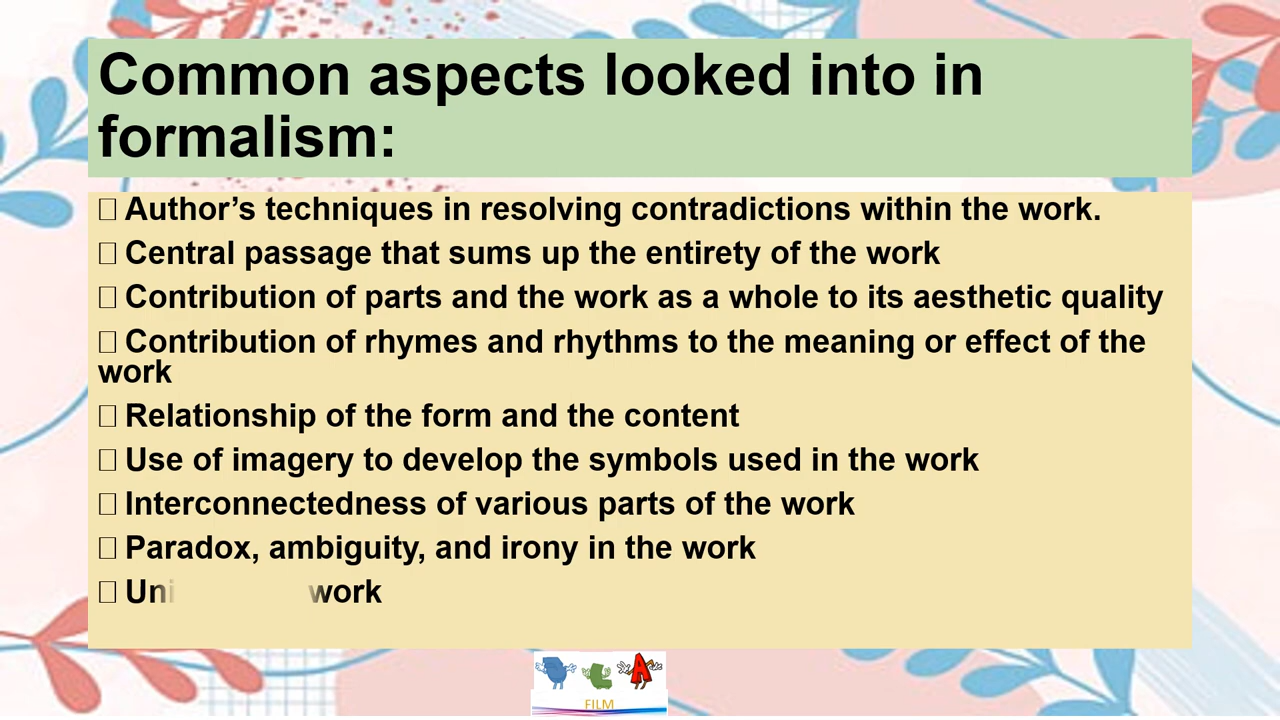 Common aspects looked into in
formalism:
Author’s techniques in resolving contradictions within the work.
Central passage that sums up the entirety of the work
Contribution of parts and the work as a whole to its aesthetic quality
Contribution of rhymes and rhythms to the meaning or effect of the
work
Relationship of the form and the content
Use of imagery to develop the symbols used in the work
Interconnectedness of various parts of the work
Paradox, ambiguity, and irony in the work
work
FILM